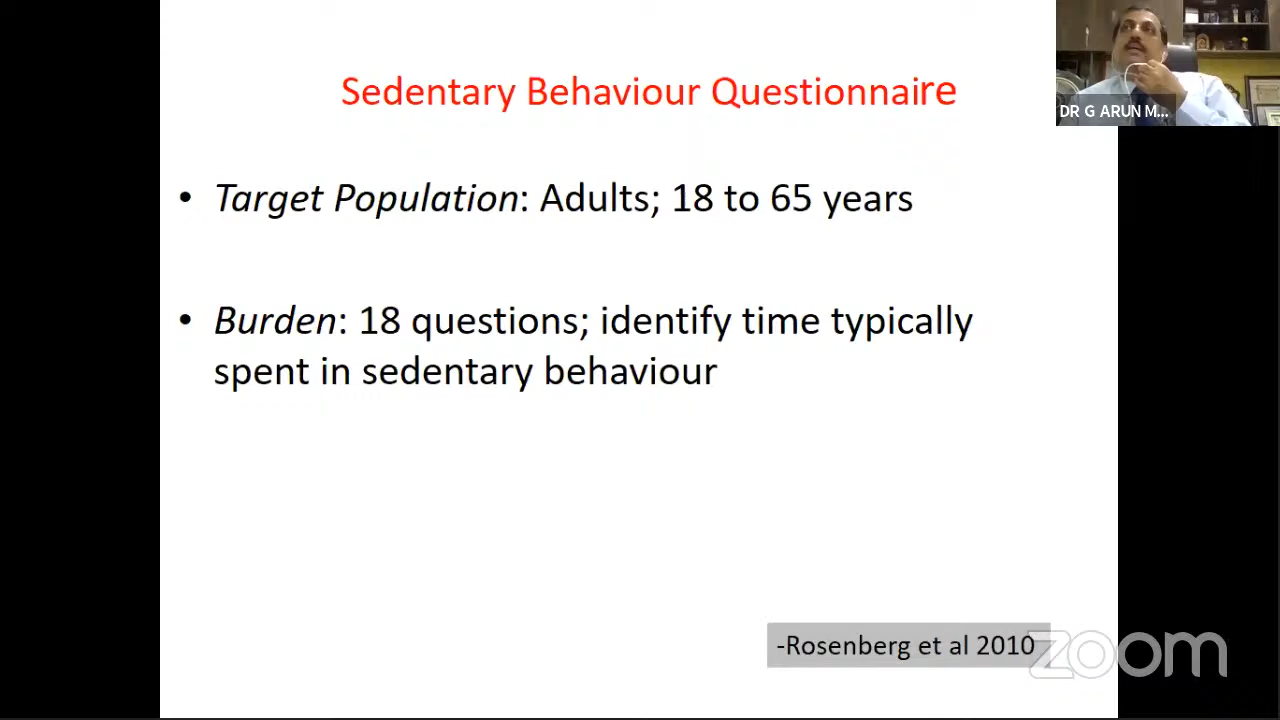 Sedentary Behaviour Questionnaire
DR G ARUN M...
• Target Population: Adults; 18 to 65 years
• Burden: 18 questions; identify time typically
spent in sedentary behaviour
-Rosenberg et al 2010
zoom